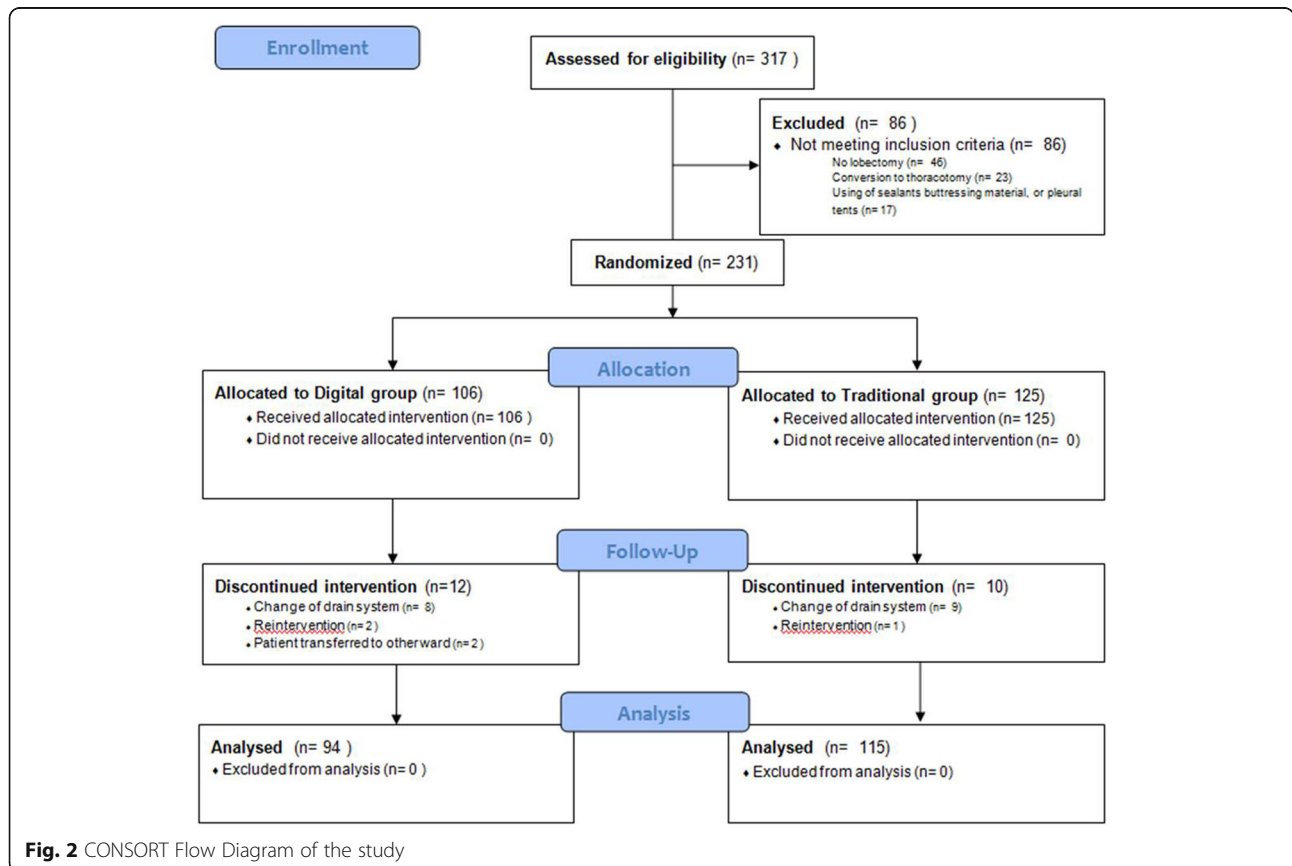 Enrollment
Assessed for eligibility (n= 317 )
Excluded (n= 86 )
♦ Not meeting inclusion criteria (n= 86)
No lobectomy (n= 46)
Conversion to thoracotomy (n= 23)
Using of sealants buttressing material, or pleural
tents (n= 17)
Randomized (n= 231)
Allocation
Allocated to Digital group (n= 106)
♦ Received allocated intervention (n= 106 )
♦ Did not receive allocated intervention (n= 0)
Allocated to Traditional group (n= 125)
♦ Received allocated intervention (n= 125)
♦ Did not receive allocated intervention (n= 0)
Follow-Up
Discontinued intervention (n=12)
♦ Change of drain system (n= 8)
♦ Reintervention (n= 2)
♦ Patient transferred to otherward (n= 2)
Discontinued intervention (n= 10)
♦ Change of drain system (n= 9)
♦ Reintervention (n= 1)
Analysis
Analysed (n= 94 )
♦ Excluded from analysis (n= 0 )
Analysed (n= 115)
♦ Excluded from analysis (n= 0)
Fig. 2 CONSORT Flow Diagram of the study